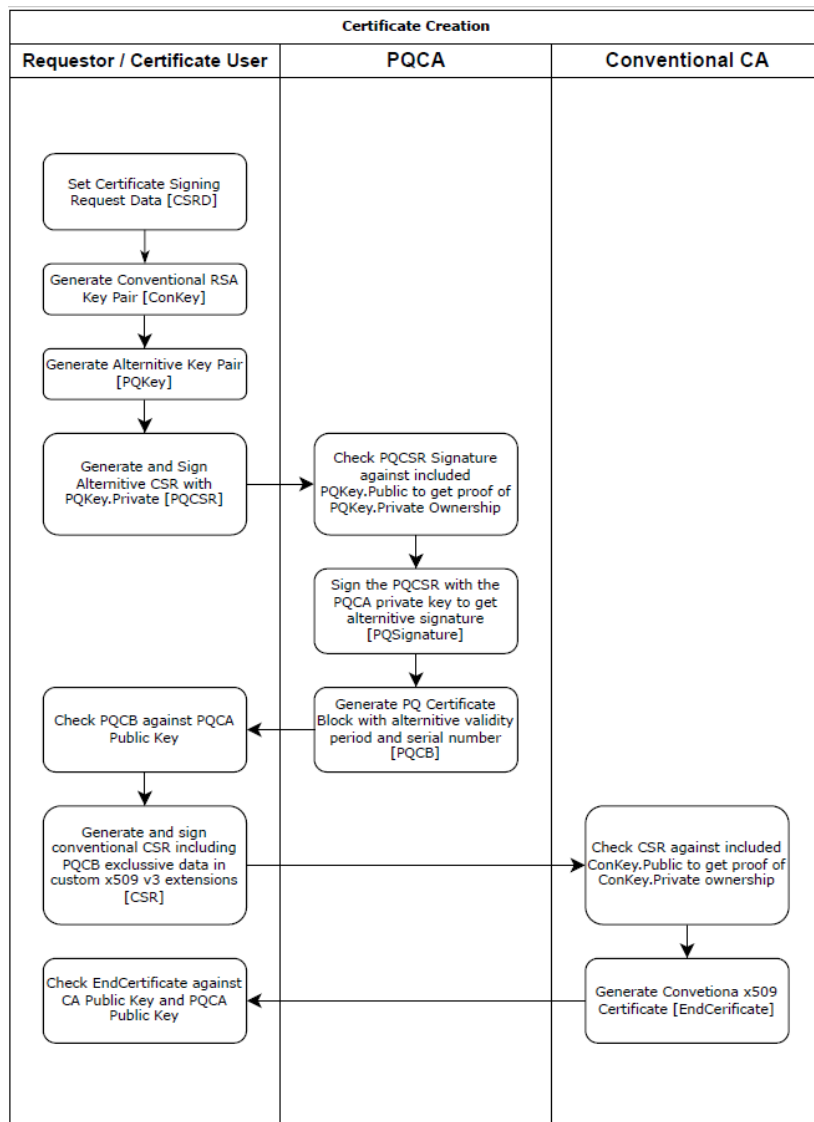 Certificate Creation
Requestor / Certificate User
PQCA
Conventional CA
Set Certificate Signing
Request Data [CSRD]
Generate Conventional RSA
Key Pair [ConKey]
Generate Alternitive Key Pair
[PQKey]
Generate and Sign
Alternitive CSR with
PQKey.Private [PQCSR]
Check PQCSR Signature
against included
PQKey.Public to get proof of
PQKey.Private Ownership
Sign the PQCSR with the
PQCA private key to get
alternitive signature
[PQSignature]
Generate PQ Certificate
Block with alternitive validity
period and serial number
[PQCB]
Check PQCB against PQCA
Public Key
Generate and sign
conventional CSR including
PQCB exclussive data in
custom x509 v3 extensions
[CSR]
Check CSR against included
ConKey.Public to get proof of
ConKey.Private ownership
Generate Convetiona x509
Certificate [EndCerificate]
Check EndCertificate against
CA Public Key and PQCA
Public Key